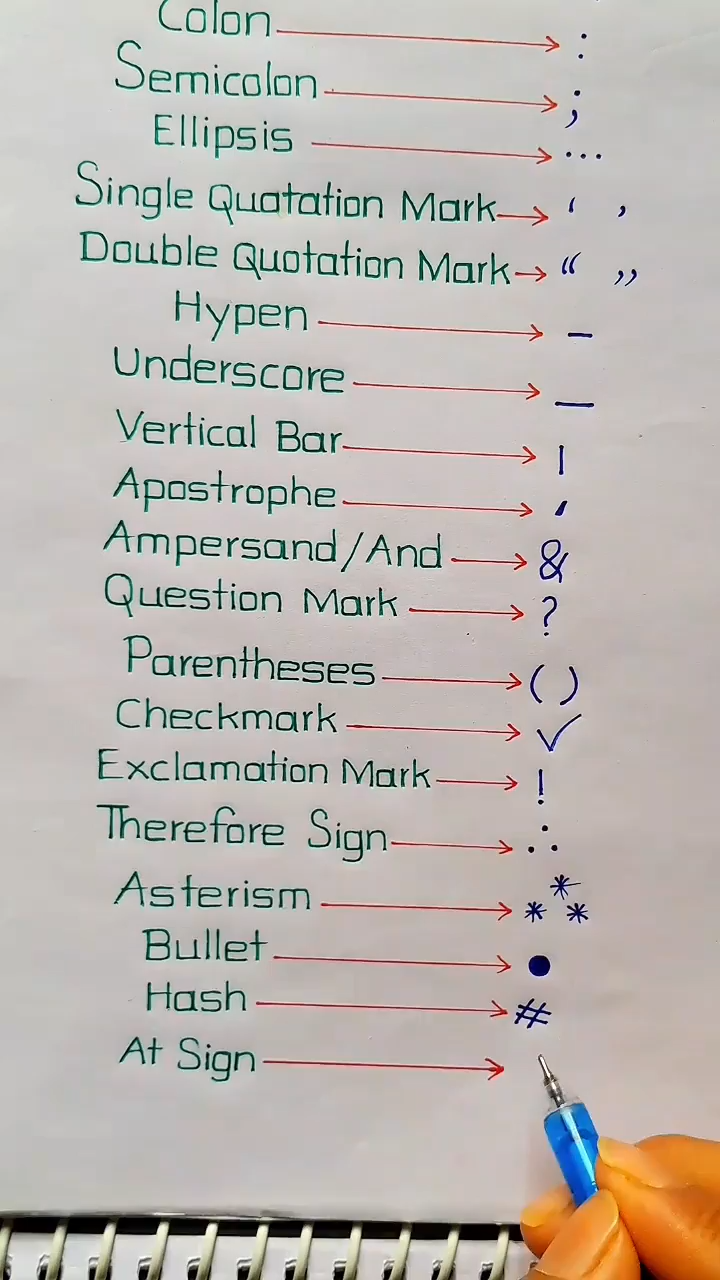 Colon :
Semicolon ;
Ellipsis ...
Single Quotation Mark ‘ ’
Double Quotation Mark “ ”
Hypen -
Underscore _
Vertical Bar |
Apostrophe '
Ampersand/And &
Question Mark ?
Parentheses ( )
Checkmark ✓
Exclamation Mark !
Therefore Sign ∴
Asterism ⁂
Bullet ●
Hash #
At Sign